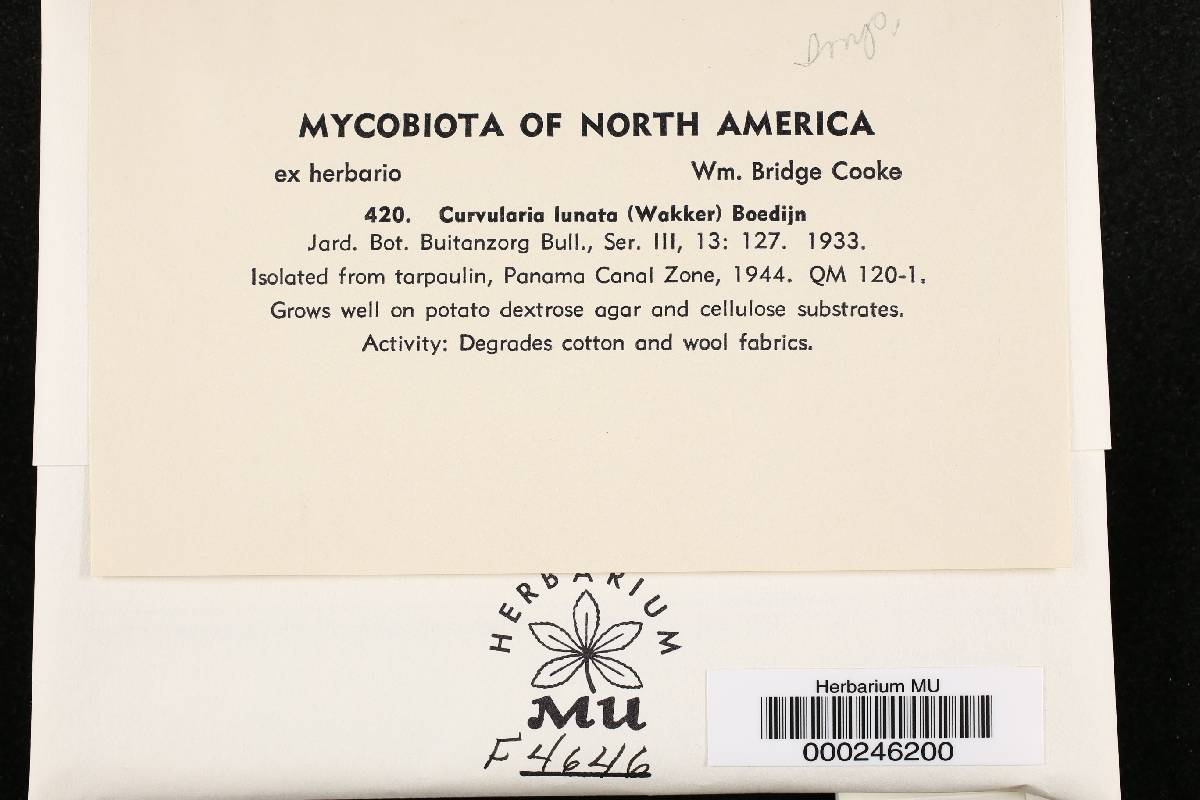 MYCOBIOTA OF NORTH AMERICA
ex herbario Wm. Bridge Cooke
420. Curvularia lunata (Wakker) Boedijn
Jard. Bot. Buitanzorg Bull., Ser. III, 13: 127. 1933.
Isolated from tarpaulin, Panama Canal Zone, 1944. QM 120-1.
Grows well on potato dextrose agar and cellulose substrates.
Activity: Degrades cotton and wool fabrics.
HERBARIUM
MU
F 4646
Herbarium MU
000246200